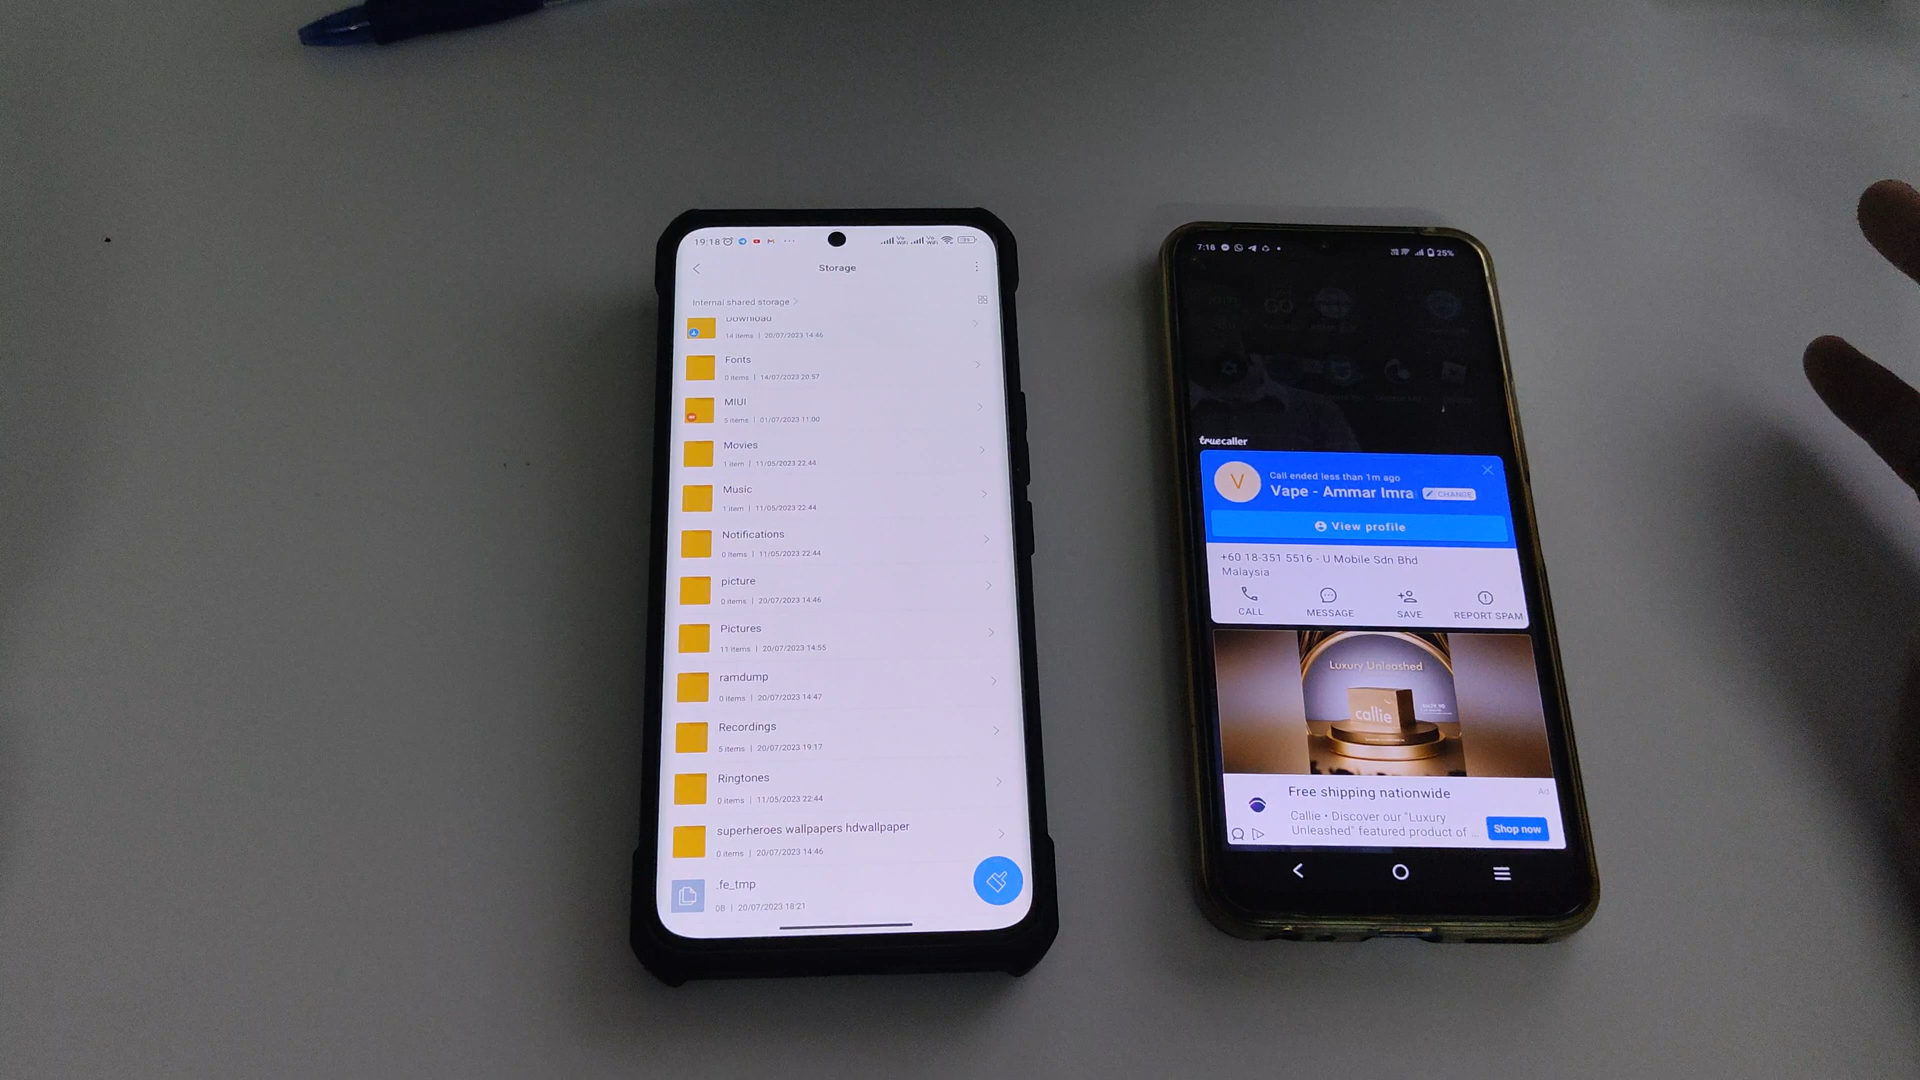 19:18
Storage
Internal shared storage
Download
14 items | 20/07/2023 14:46
Fonts
0 items | 14/07/2023 20:57
MIUI
5 items | 01/07/2023 11:00
Movies
1 item | 11/05/2023 22:44
Music
1 item | 11/05/2023 22:44
Notifications
0 items | 11/05/2023 22:44
picture
0 items | 20/07/2023 14:46
Pictures
11 items | 20/07/2023 14:55
ramdump
0 items | 20/07/2023 14:47
Recordings
5 items | 20/07/2023 19:17
Ringtones
0 items | 11/05/2023 22:44
superheroes wallpapers hdwallpaper
0 items | 20/07/2023 14:46
.fe_tmp
0B | 20/07/2023 18:21
7:18
25%
GO
truecaller
Call ended less than 1m ago
V
Vape - Ammar Imra
CHANGE
View profile
+60 18-351 5516 - U Mobile Sdn Bhd
Malaysia
CALL MESSAGE SAVE REPORT SPAM
Luxury Unleashed
callie
Free shipping nationwide
Ad
Callie • Discover our "Luxury
Unleashed" featured product of ...
Shop now